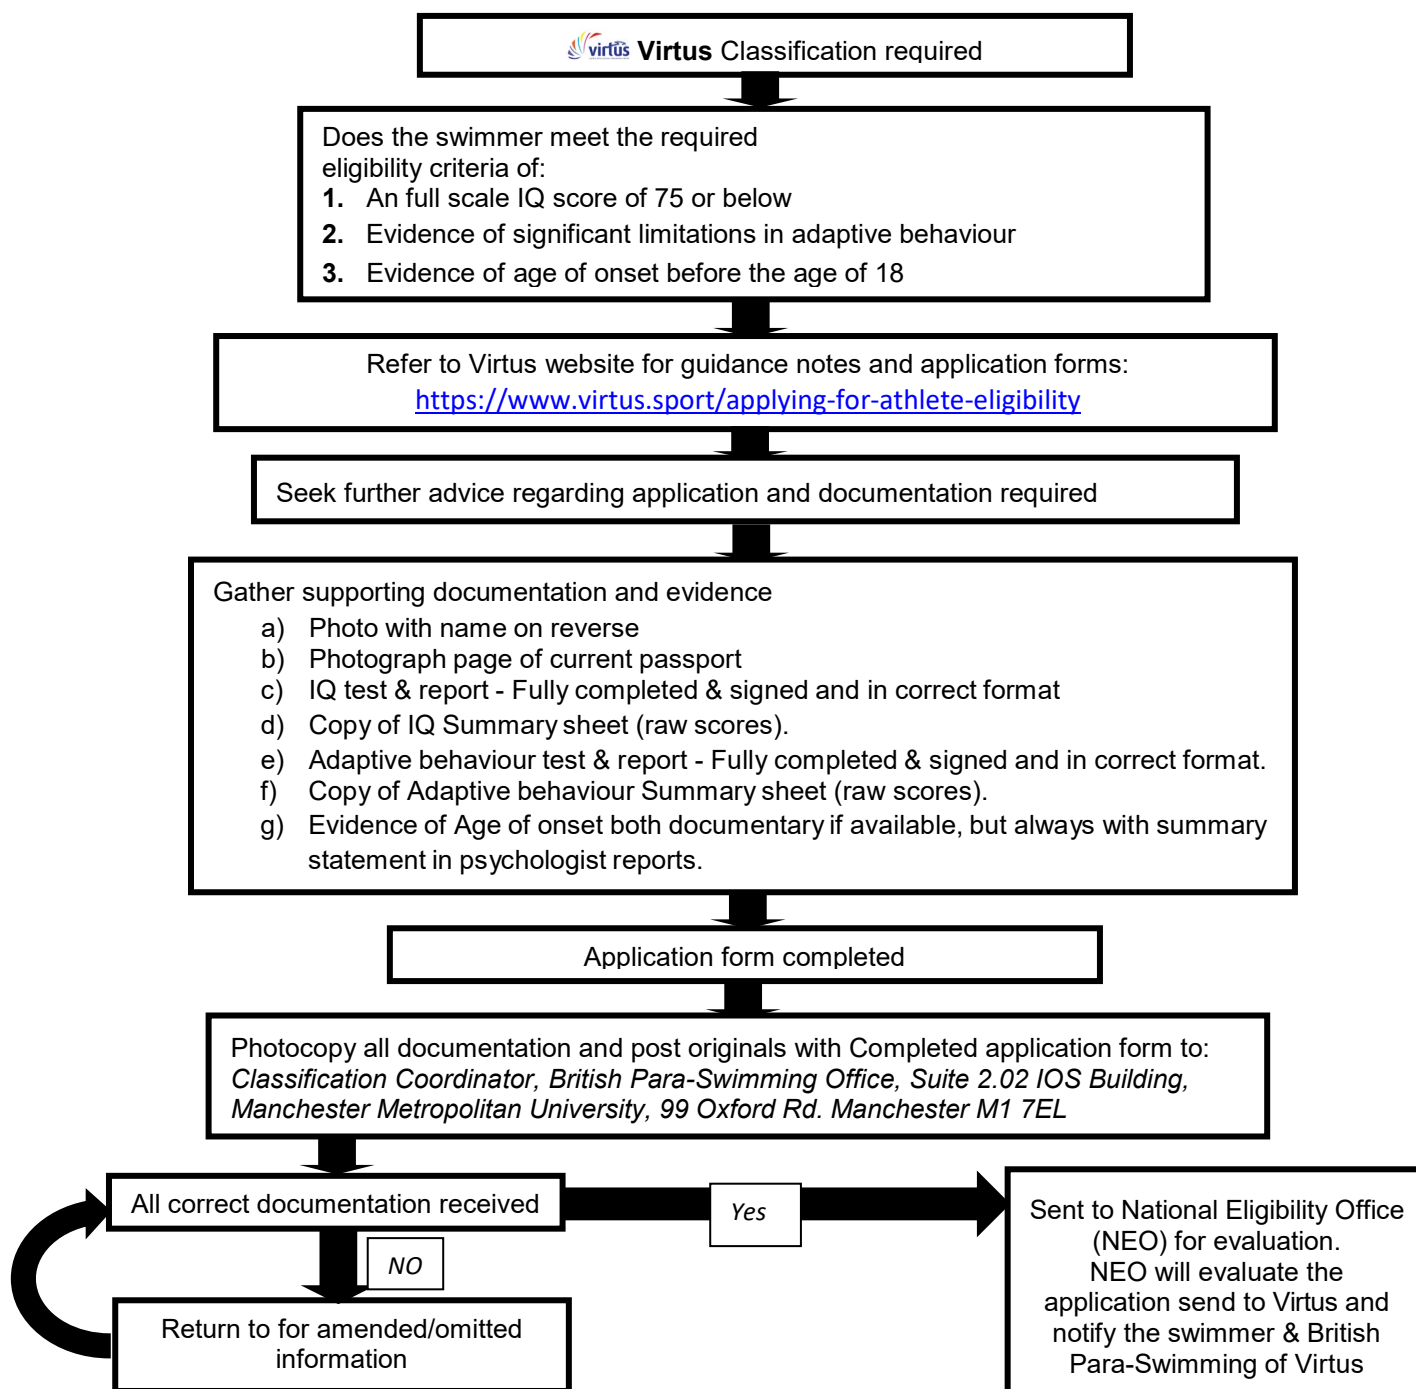 virtus Virtus Classification required
Does the swimmer meet the required
eligibility criteria of:
1. An full scale IQ score of 75 or below
2. Evidence of significant limitations in adaptive behaviour
3. Evidence of age of onset before the age of 18
Refer to Virtus website for guidance notes and application forms:
https://www.virtus.sport/applying-for-athlete-eligibility
Seek further advice regarding application and documentation required
Gather supporting documentation and evidence
a) Photo with name on reverse
b) Photograph page of current passport
c) IQ test & report - Fully completed & signed and in correct format
d) Copy of IQ Summary sheet (raw scores).
e) Adaptive behaviour test & report - Fully completed & signed and in correct format.
f) Copy of Adaptive behaviour Summary sheet (raw scores).
g) Evidence of Age of onset both documentary if available, but always with summary
statement in psychologist reports.
Application form completed
Photocopy all documentation and post originals with Completed application form to:
Classification Coordinator, British Para-Swimming Office, Suite 2.02 IOS Building,
Manchester Metropolitan University, 99 Oxford Rd. Manchester M1 7EL
All correct documentation received
Yes
NO
Return to for amended/omitted
information
Sent to National Eligibility Office
(NEO) for evaluation.
NEO will evaluate the
application send to Virtus and
notify the swimmer & British
Para-Swimming of Virtus